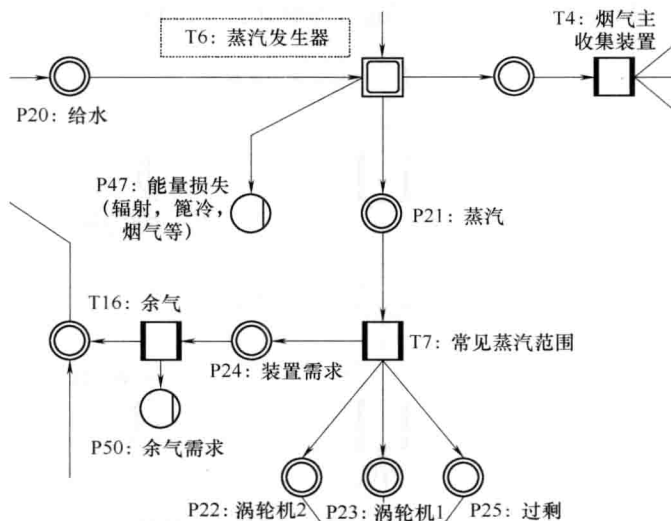 T6：蒸汽发生器
T4：烟气主
收集装置
P20：给水
P47：能量损失
（辐射，篦冷，
烟气等）
P21：蒸汽
T16：余气
T7：常见蒸汽范围
P24：装置需求
P50：余气需求
P22：涡轮机2
P23：涡轮机1
P25：过剩